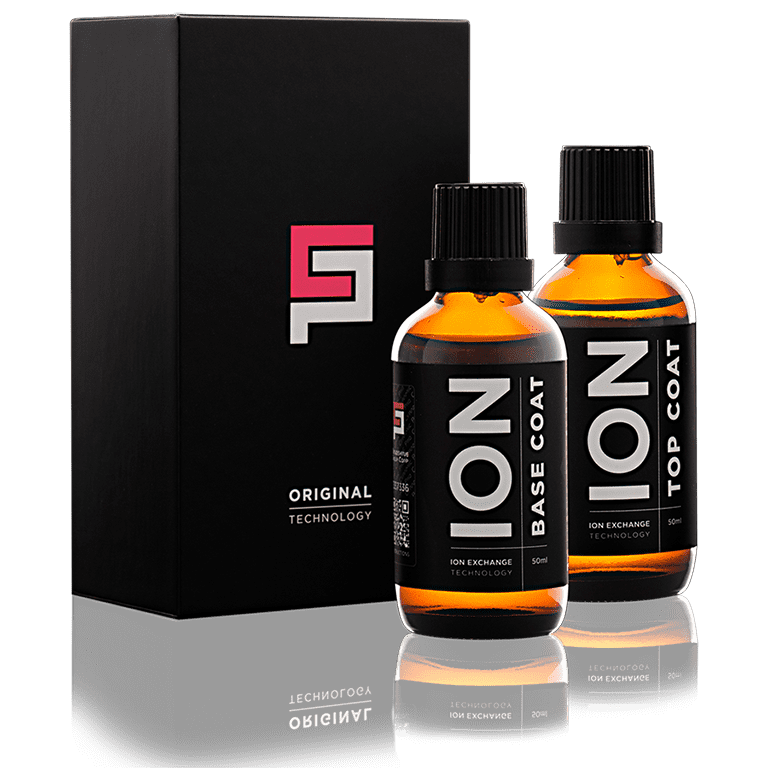 ORIGINAL
TECHNOLOGY
ION
BASE COAT
ION EXCHANGE
TECHNOLOGY
50ml
ION
TOP COAT
ION EXCHANGE
TECHNOLOGY
50ml